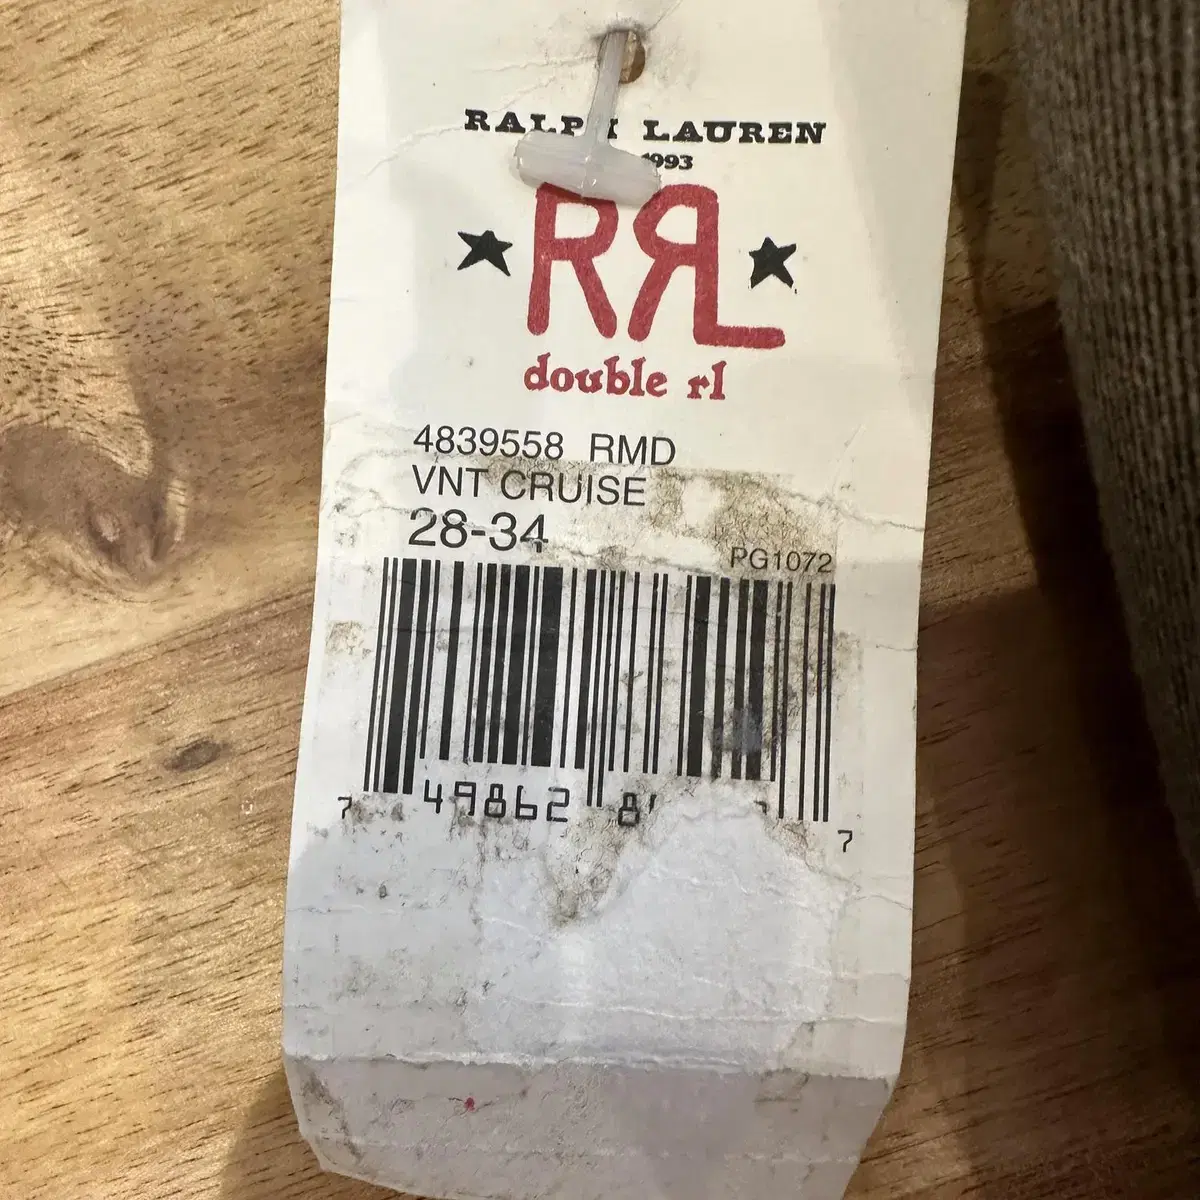 RALPH LAUREN
1993
RRL
double rl
4839558 RMD
VNT CRUISE
28-34
PG1072
7 49862 8 7